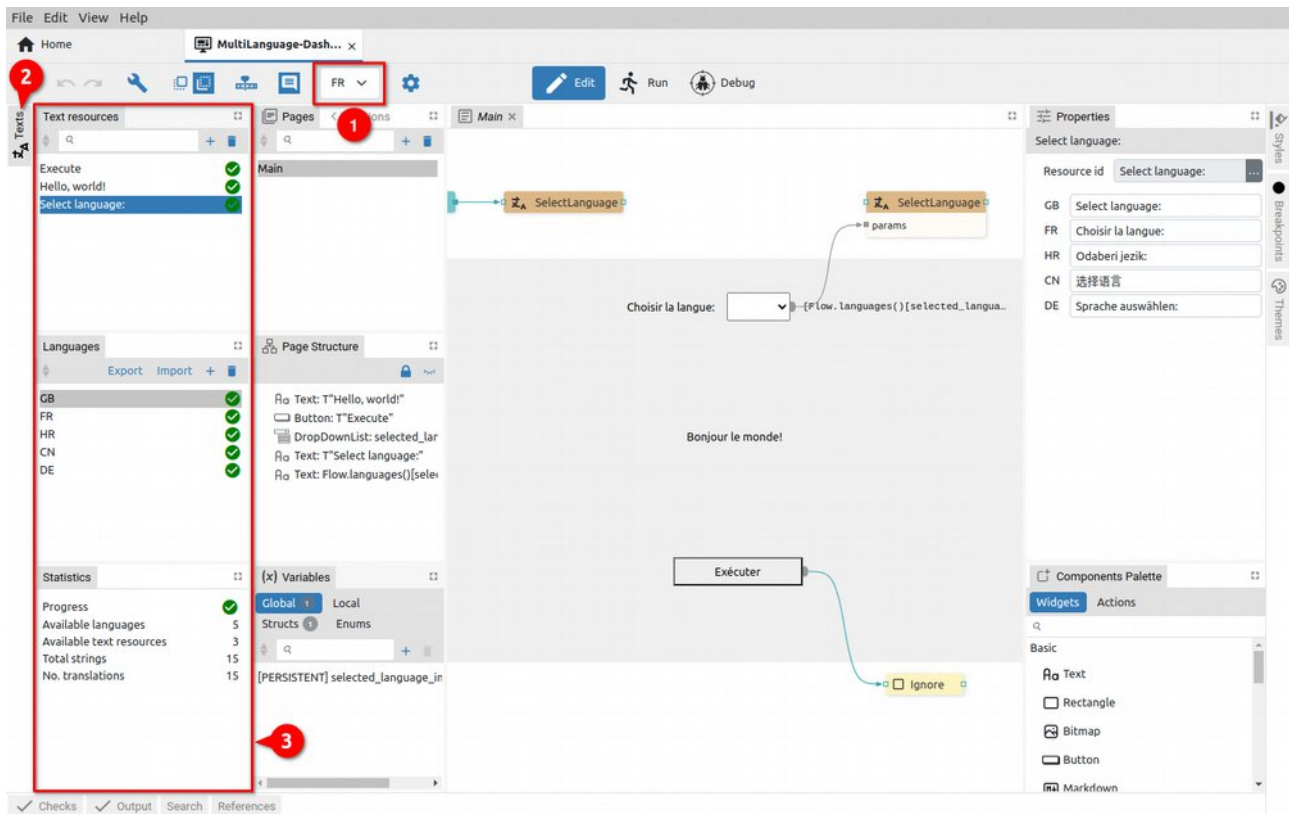 File Edit View Help
Home
MultiLanguage-Dash... ×
2
FR
Edit
Run
Debug
1
Texts
Text resources
Execute
Hello, world!
Select language:
Languages
Export Import +
GB
FR
HR
CN
DE
Statistics
Progress
Available languages 5
Available text resources 3
Total strings 15
No. translations 15
3
Pages
Main
Page Structure
Text: T"Hello, world!"
Button: T"Execute"
DropDownList: selected_lar
Text: T"Select language:"
Text: Flow.languages()[sele
(x) Variables
Global 1 Local
Structs 1 Enums
[PERSISTENT] selected_language_in
Main ×
SelectLanguage
SelectLanguage
params
Choisir la langue:
{Flow.languages()[selected_langua…
Bonjour le monde!
Exécuter
Ignore
Properties
Select language:
Resource id Select language: ...
GB Select language:
FR Choisir la langue:
HR Odaberi jezik:
CN 选择语言
DE Sprache auswählen:
Components Palette
Widgets Actions
Basic
Text
Rectangle
Bitmap
Button
Markdown
Styles
Breakpoints
Themes
Checks Output Search References